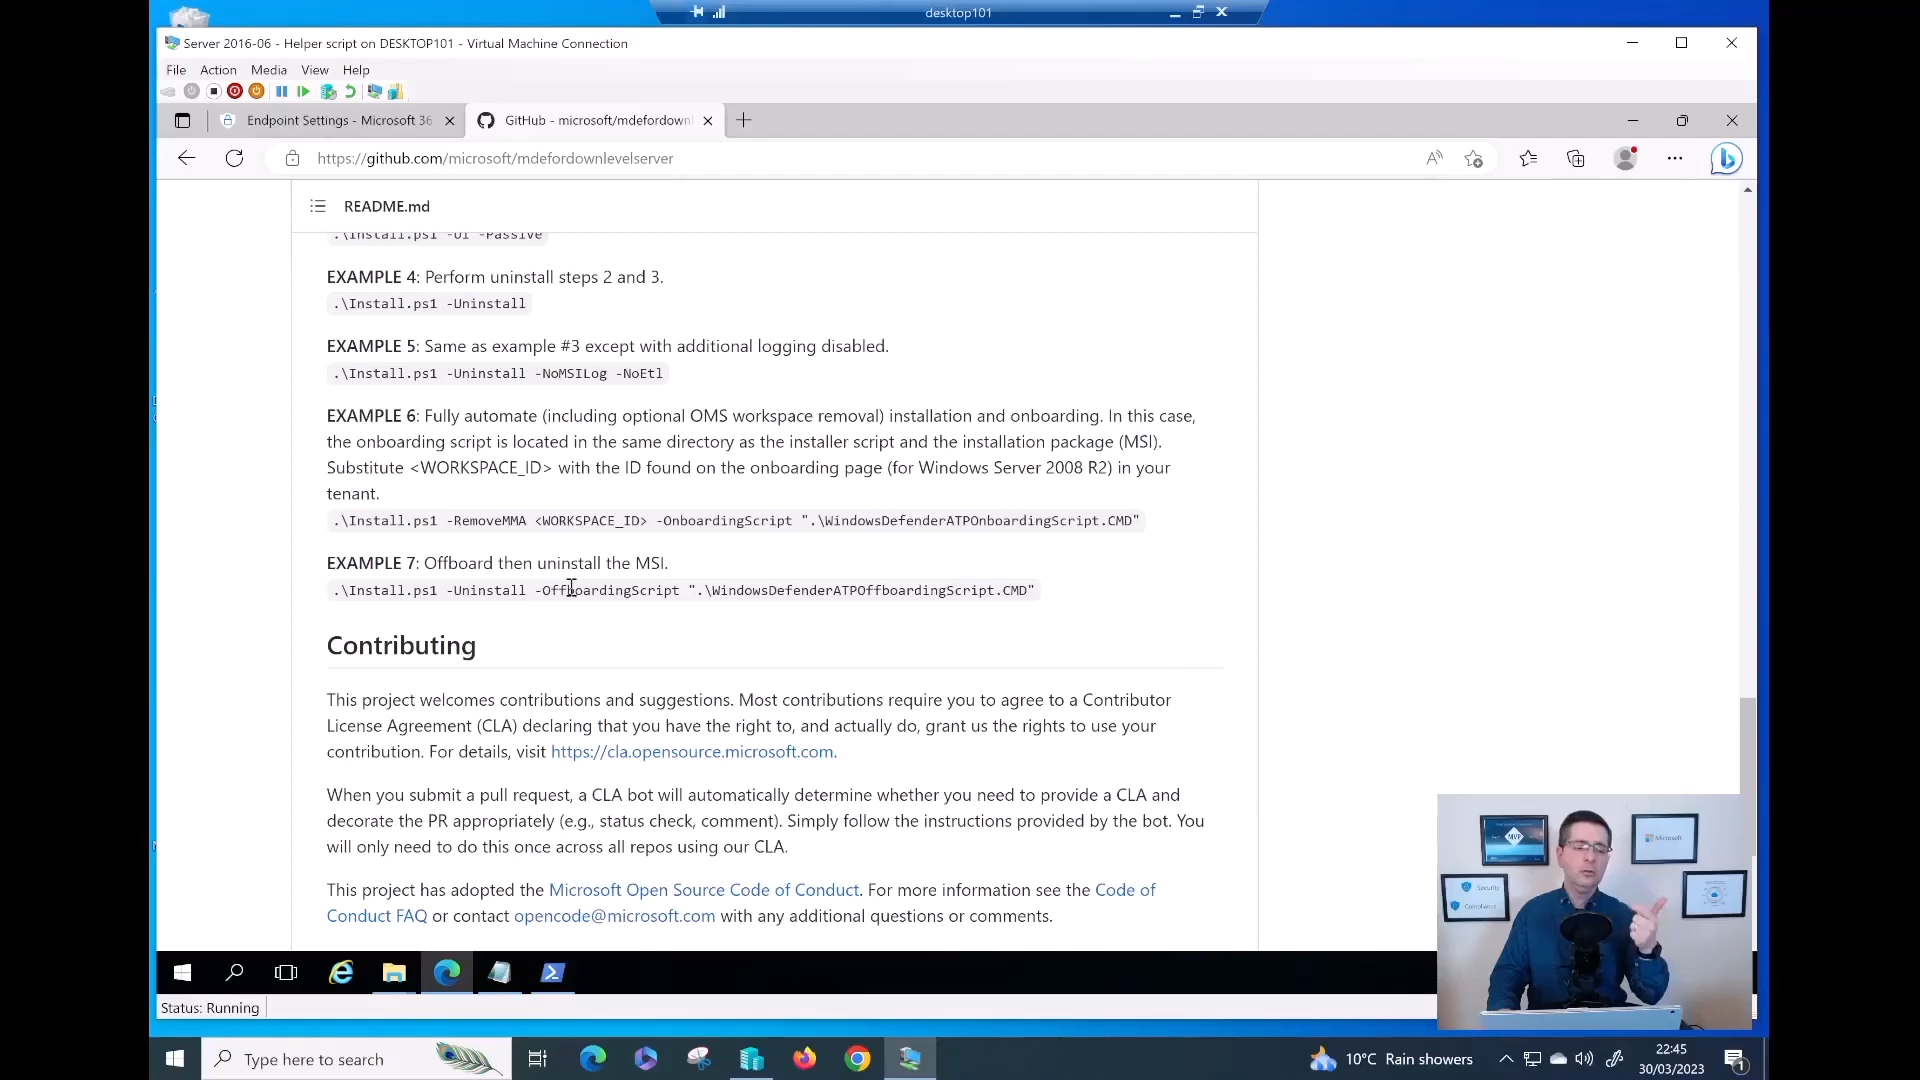 desktop101
Server 2016-06 - Helper script on DESKTOP101 - Virtual Machine Connection
File Action Media View Help
Endpoint Settings - Microsoft 36
GitHub - microsoft/mdefordownl
https://github.com/microsoft/mdefordownlevelserver
README.md
.\Install.ps1 -UI -Passive
EXAMPLE 4: Perform uninstall steps 2 and 3.
.\Install.ps1 -Uninstall
EXAMPLE 5: Same as example #3 except with additional logging disabled.
.\Install.ps1 -Uninstall -NoMSILog -NoEtl
EXAMPLE 6: Fully automate (including optional OMS workspace removal) installation and onboarding. In this case,
the onboarding script is located in the same directory as the installer script and the installation package (MSI).
Substitute <WORKSPACE_ID> with the ID found on the onboarding page (for Windows Server 2008 R2) in your
tenant.
.\Install.ps1 -RemoveMMA <WORKSPACE_ID> -OnboardingScript ".\WindowsDefenderATPOnboardingScript.CMD"
EXAMPLE 7: Offboard then uninstall the MSI.
.\Install.ps1 -Uninstall -OffboardingScript ".\WindowsDefenderATPOffboardingScript.CMD"
Contributing
This project welcomes contributions and suggestions. Most contributions require you to agree to a Contributor
License Agreement (CLA) declaring that you have the right to, and actually do, grant us the rights to use your
contribution. For details, visit https://cla.opensource.microsoft.com.
When you submit a pull request, a CLA bot will automatically determine whether you need to provide a CLA and
decorate the PR appropriately (e.g., status check, comment). Simply follow the instructions provided by the bot. You
will only need to do this once across all repos using our CLA.
This project has adopted the Microsoft Open Source Code of Conduct. For more information see the Code of
Conduct FAQ or contact opencode@microsoft.com with any additional questions or comments.
MVP
Microsoft
Security
Compliance
Status: Running
Type here to search
10°C Rain showers
22:45
30/03/2023
1